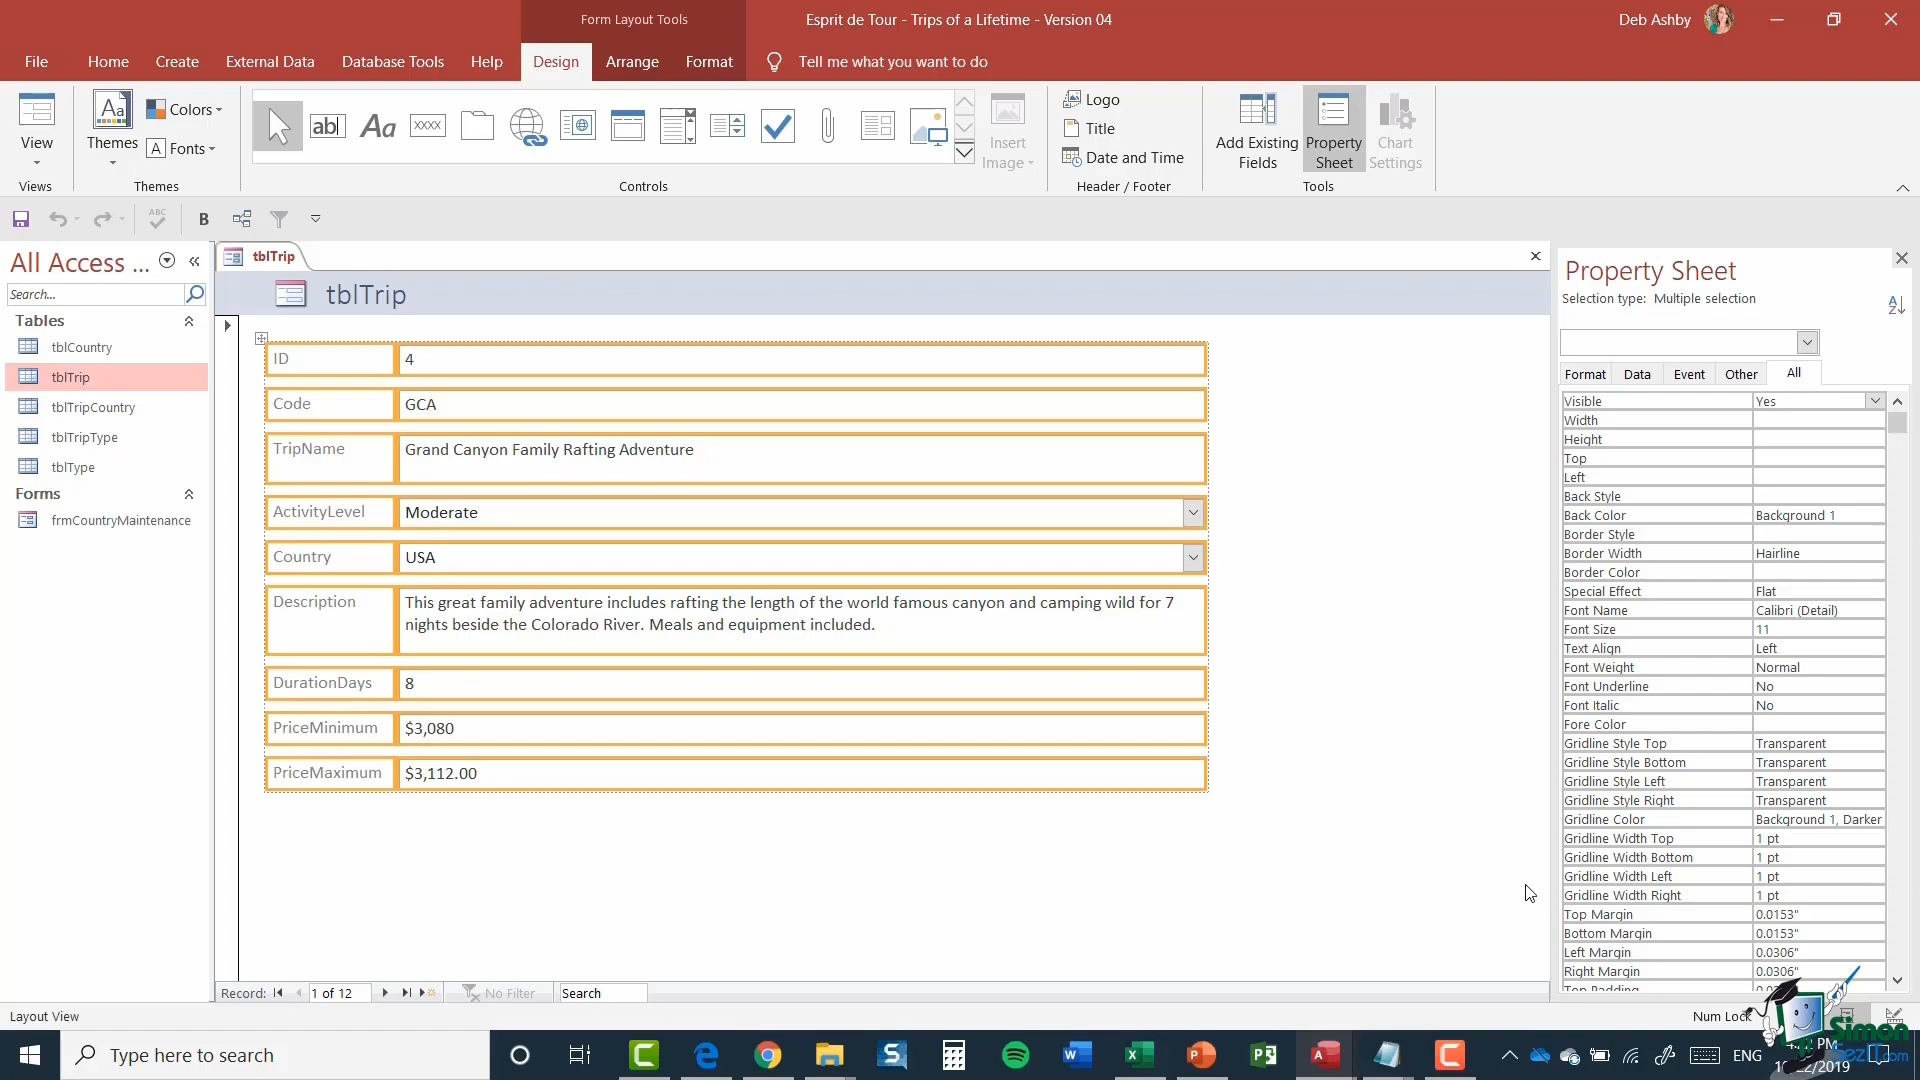 Form Layout Tools
Esprit de Tour - Trips of a Lifetime - Version 04
Deb Ashby
File Home Create External Data Database Tools Help Design Arrange Format Tell me what you want to do
View
Views
Themes
Colors
Fonts
Themes
ab|
Aa
XXXX
Controls
Insert
Image
Logo
Title
Date and Time
Header / Footer
Add Existing
Fields
Property
Sheet
Chart
Settings
Tools
ABC
B
All Access ...
Search...
Tables
tblCountry
tblTrip
tblTripCountry
tblTripType
tblType
Forms
frmCountryMaintenance
tblTrip
tblTrip
ID 4
Code GCA
TripName Grand Canyon Family Rafting Adventure
ActivityLevel Moderate
Country USA
Description This great family adventure includes rafting the length of the world famous canyon and camping wild for 7
nights beside the Colorado River. Meals and equipment included.
DurationDays 8
PriceMinimum $3,080
PriceMaximum $3,112.00
Record: 1 of 12 No Filter Search
Property Sheet
Selection type: Multiple selection
Format Data Event Other All
Visible Yes
Width
Height
Top
Left
Back Style
Back Color Background 1
Border Style
Border Width Hairline
Border Color
Special Effect Flat
Font Name Calibri (Detail)
Font Size 11
Text Align Left
Font Weight Normal
Font Underline No
Font Italic No
Fore Color
Gridline Style Top Transparent
Gridline Style Bottom Transparent
Gridline Style Left Transparent
Gridline Style Right Transparent
Gridline Color Background 1, Darker
Gridline Width Top 1 pt
Gridline Width Bottom 1 pt
Gridline Width Left 1 pt
Gridline Width Right 1 pt
Top Margin 0.0153"
Bottom Margin 0.0153"
Left Margin 0.0306"
Right Margin 0.0306"
Layout View
Num Lock
Type here to search
ENG
Simon
SezIT.com